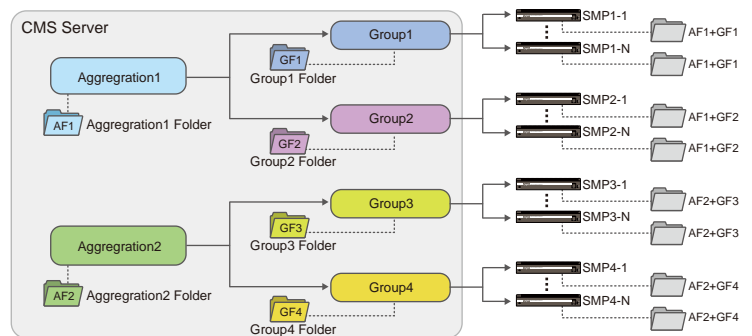 CMS Server
Aggregration1
AF1
Aggregration1 Folder
Group1
GF1
Group1 Folder
Group2
GF2
Group2 Folder
SMP1-1
AF1+GF1
SMP1-N
AF1+GF1
SMP2-1
AF1+GF2
SMP2-N
AF1+GF2
Aggregration2
AF2
Aggregration2 Folder
Group3
GF3
Group3 Folder
Group4
GF4
Group4 Folder
SMP3-1
AF2+GF3
SMP3-N
AF2+GF3
SMP4-1
AF2+GF4
SMP4-N
AF2+GF4